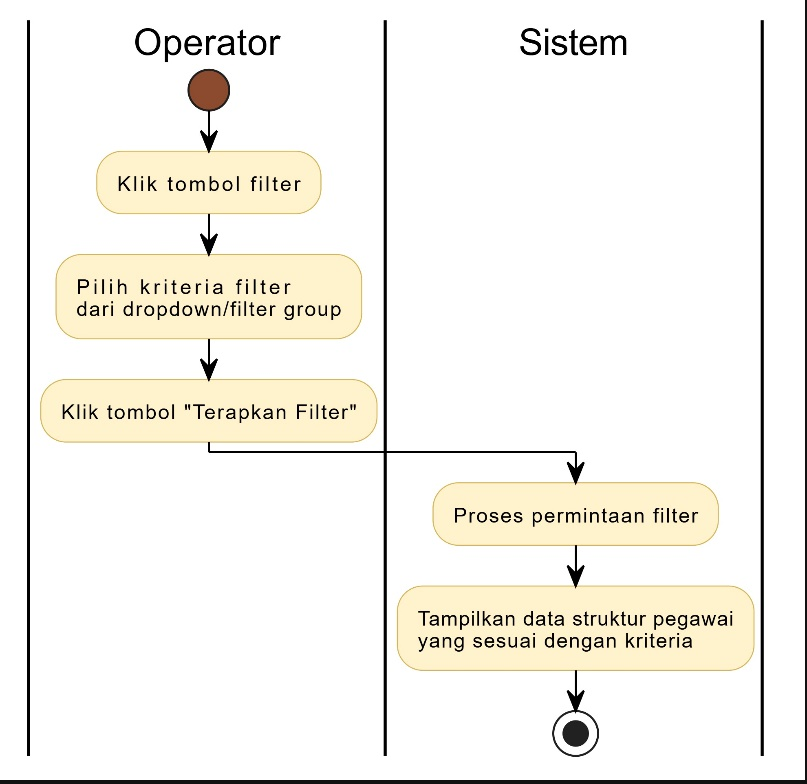 Operator
Sistem
Klik tombol filter
Pilih kriteria filter
dari dropdown/filter group
Klik tombol "Terapkan Filter"
Proses permintaan filter
Tampilkan data struktur pegawai
yang sesuai dengan kriteria